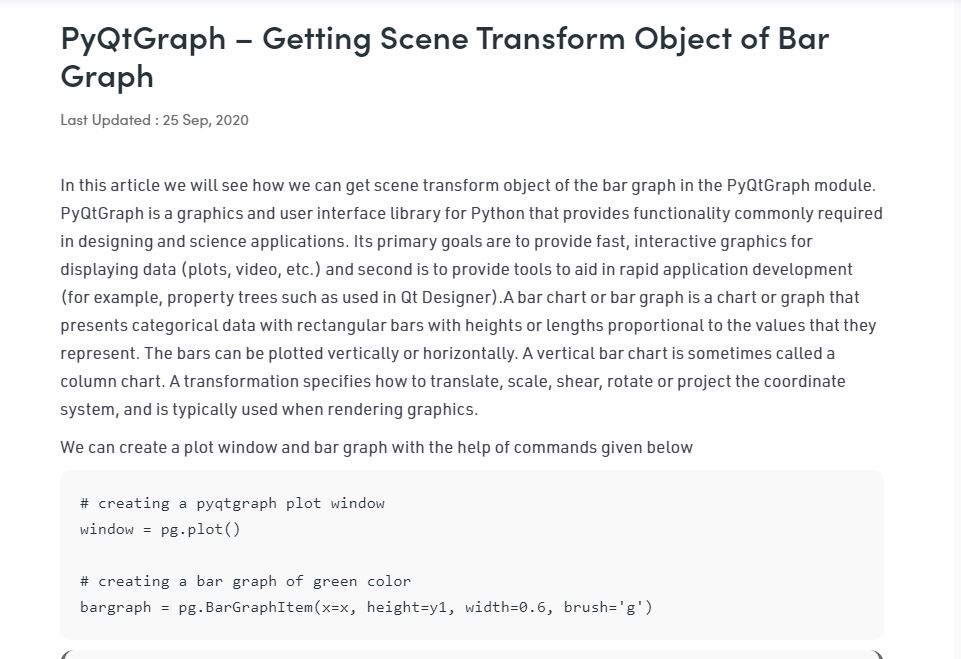 PyQtGraph – Getting Scene Transform Object of Bar
Graph
Last Updated : 25 Sep, 2020
In this article we will see how we can get scene transform object of the bar graph in the PyQtGraph module.
PyQtGraph is a graphics and user interface library for Python that provides functionality commonly required
in designing and science applications. Its primary goals are to provide fast, interactive graphics for
displaying data (plots, video, etc.) and second is to provide tools to aid in rapid application development
(for example, property trees such as used in Qt Designer).A bar chart or bar graph is a chart or graph that
presents categorical data with rectangular bars with heights or lengths proportional to the values that they
represent. The bars can be plotted vertically or horizontally. A vertical bar chart is sometimes called a
column chart. A transformation specifies how to translate, scale, shear, rotate or project the coordinate
system, and is typically used when rendering graphics.
We can create a plot window and bar graph with the help of commands given below
# creating a pyqtgraph plot window
window = pg.plot()
# creating a bar graph of green color
bargraph = pg.BarGraphItem(x=x, height=y1, width=0.6, brush='g')